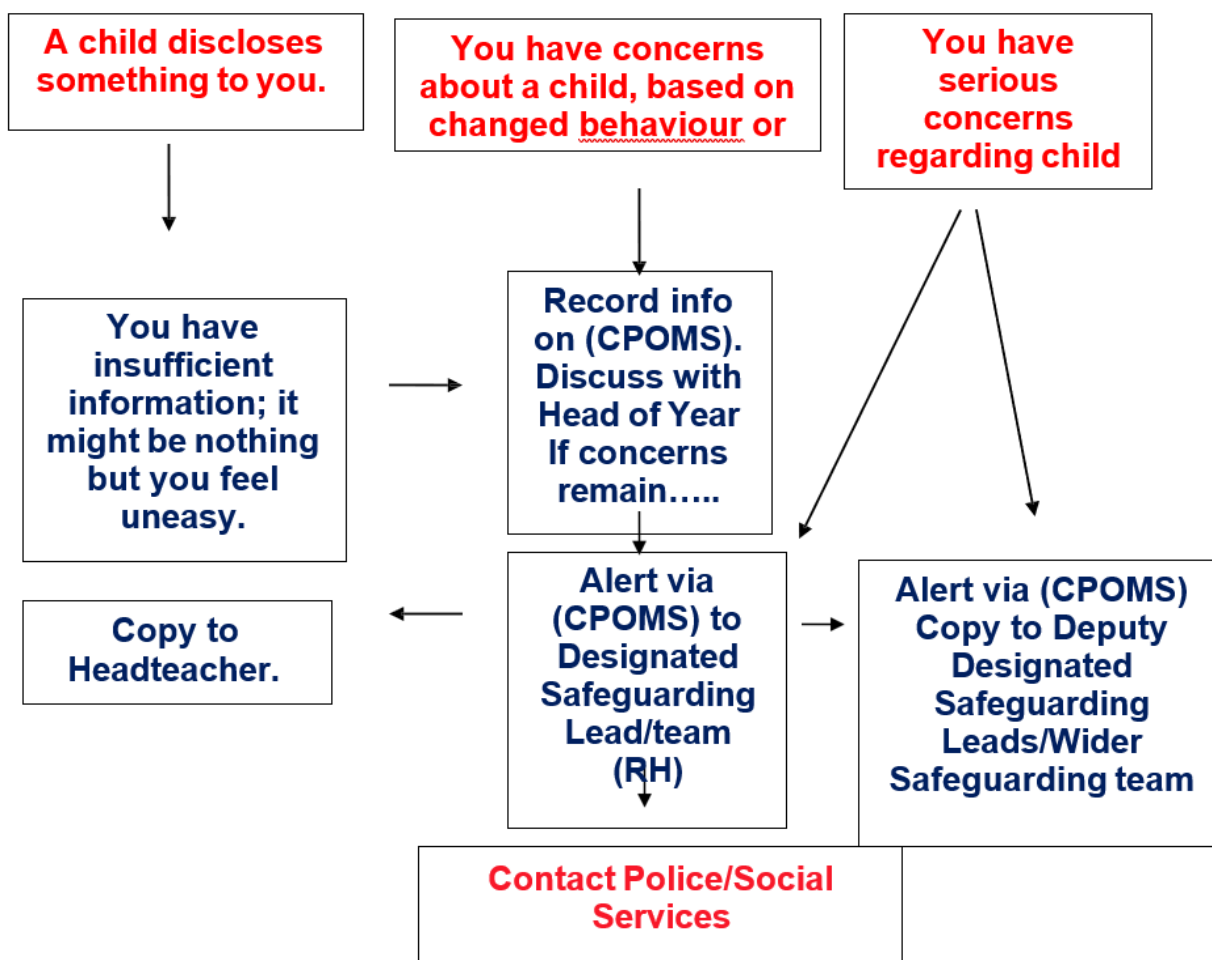 A child discloses
something to you.
You have concerns
about a child, based on
changed behaviour or
You have
serious
concerns
regarding child
You have
insufficient
information; it
might be nothing
but you feel
uneasy.
Record info
on (CPOMS).
Discuss with
Head of Year
If concerns
remain…..
Copy to
Headteacher.
Alert via
(CPOMS) to
Designated
Safeguarding
Lead/team
(RH)
Alert via (CPOMS)
Copy to Deputy
Designated
Safeguarding
Leads/Wider
Safeguarding team
Contact Police/Social
Services